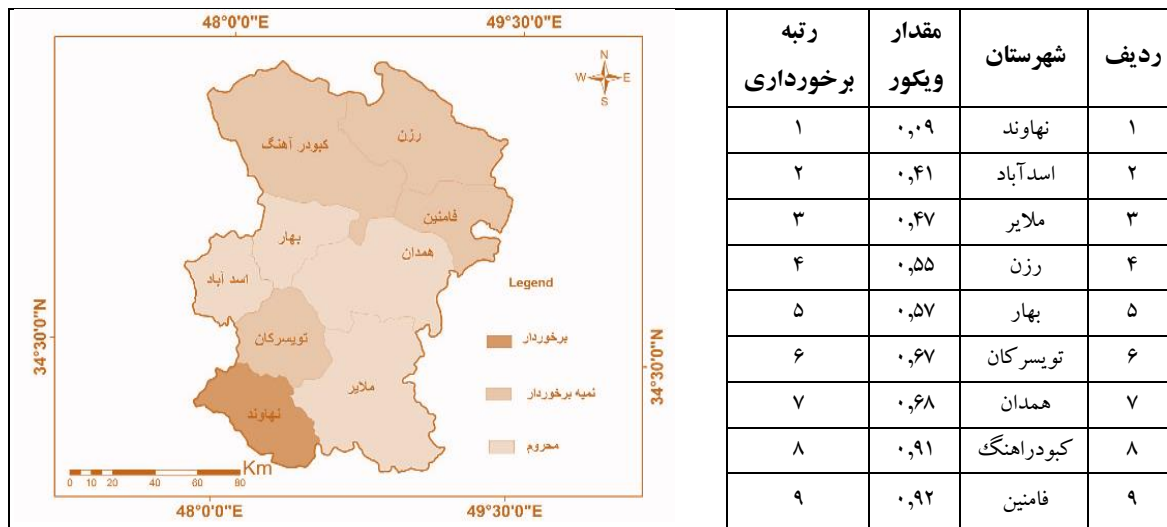 48°0'0"E 49°30'0"E
N
W E
S
رزن
کبودر آهنگ
فامنین
بهار
همدان
اسد آباد
Legend
تویسرکان
برخوردار
34°30'0"N
34°30'0"N
ملایر
نمیه برخوردار
نهاوند
محروم
Km
0 10 20 40 60 80
48°0'0"E 49°30'0"E
ردیف شهرستان مقدار ویکور رتبه برخورداری
۱ نهاوند ۰,۰۹ ۱
۲ اسدآباد ۰,۴۱ ۲
۳ ملایر ۰,۴۷ ۳
۴ رزن ۰,۵۵ ۴
۵ بهار ۰,۵۷ ۵
۶ تویسرکان ۰,۶۷ ۶
۷ همدان ۰,۶۸ ۷
۸ کبودراهنگ ۰,۹۱ ۸
۹ فامنین ۰,۹۲ ۹